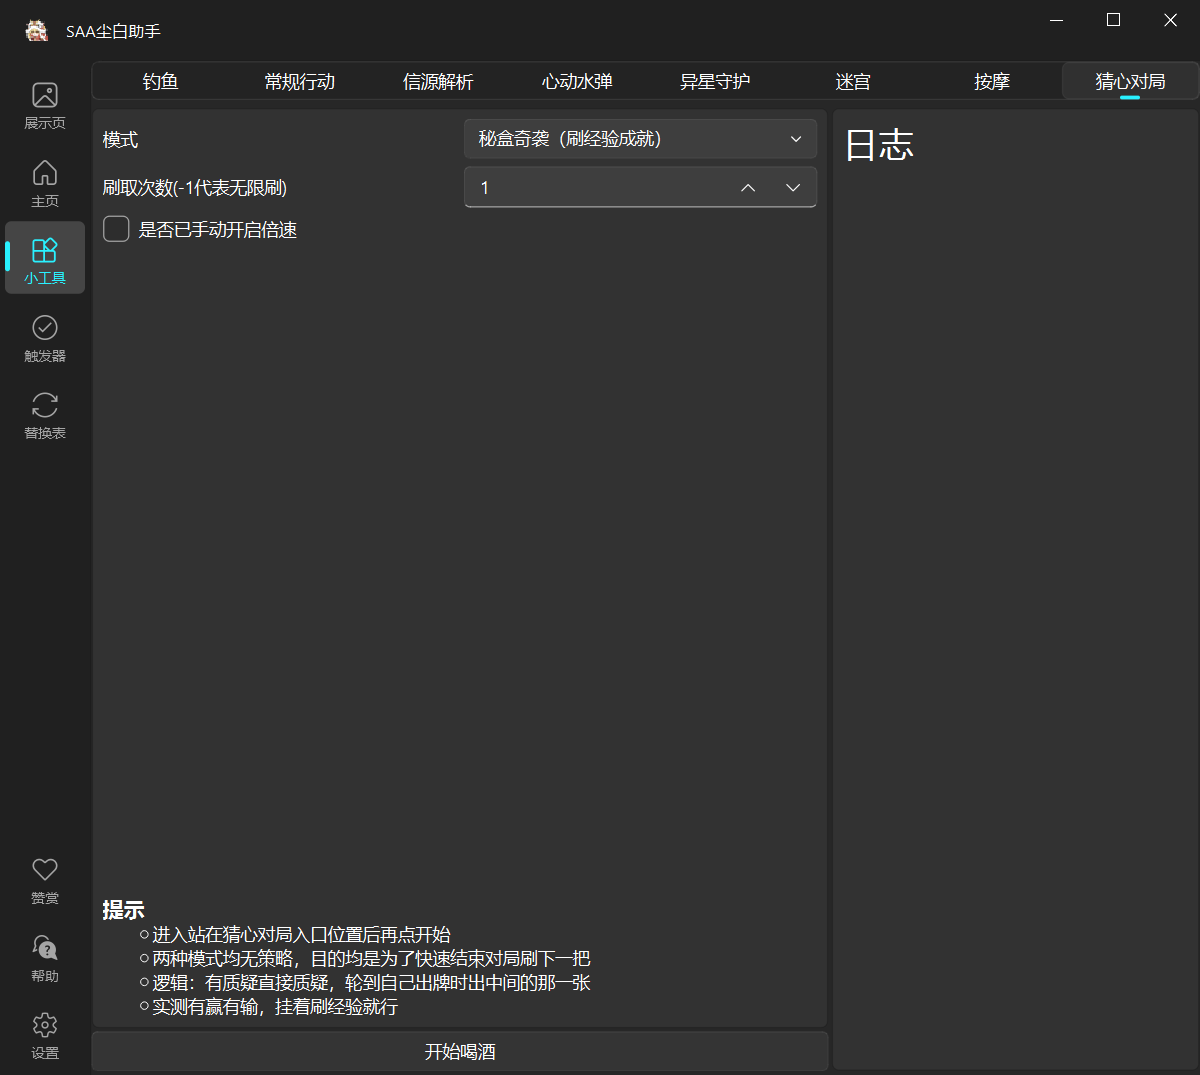 SAA尘白助手
展示页
主页
小工具
触发器
替换表
赞赏
帮助
设置
钓鱼
常规行动
信源解析
心动水弹
异星守护
迷宫
按摩
猜心对局
模式
秘盒奇袭（刷经验成就）
刷取次数(-1代表无限刷)
1
是否已手动开启倍速
提示
进入站在猜心对局入口位置后再点开始
两种模式均无策略，目的均是为了快速结束对局刷下一把
逻辑：有质疑直接质疑，轮到自己出牌时出中间的那一张
实测有赢有输，挂着刷经验就行
开始喝酒
日志